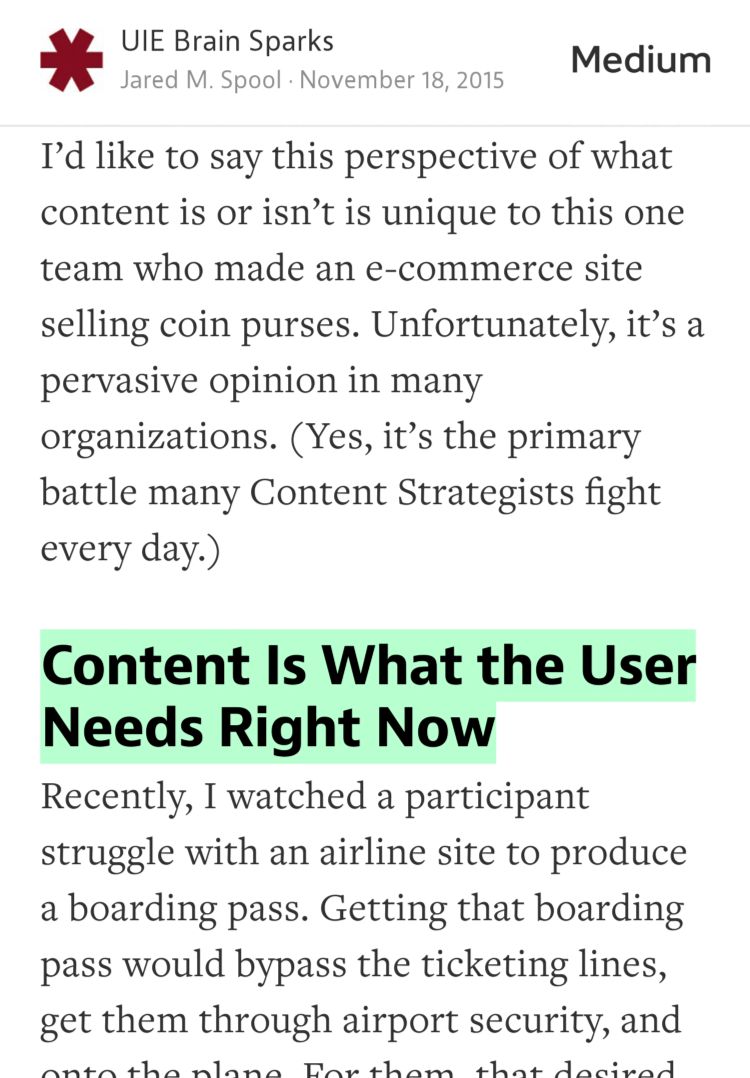 UIE Brain Sparks
Jared M. Spool · November 18, 2015
Medium
I’d like to say this perspective of what
content is or isn’t is unique to this one
team who made an e-commerce site
selling coin purses. Unfortunately, it’s a
pervasive opinion in many
organizations. (Yes, it’s the primary
battle many Content Strategists fight
every day.)
Content Is What the User
Needs Right Now
Recently, I watched a participant
struggle with an airline site to produce
a boarding pass. Getting that boarding
pass would bypass the ticketing lines,
get them through airport security, and
onto the plane. For them, that desired